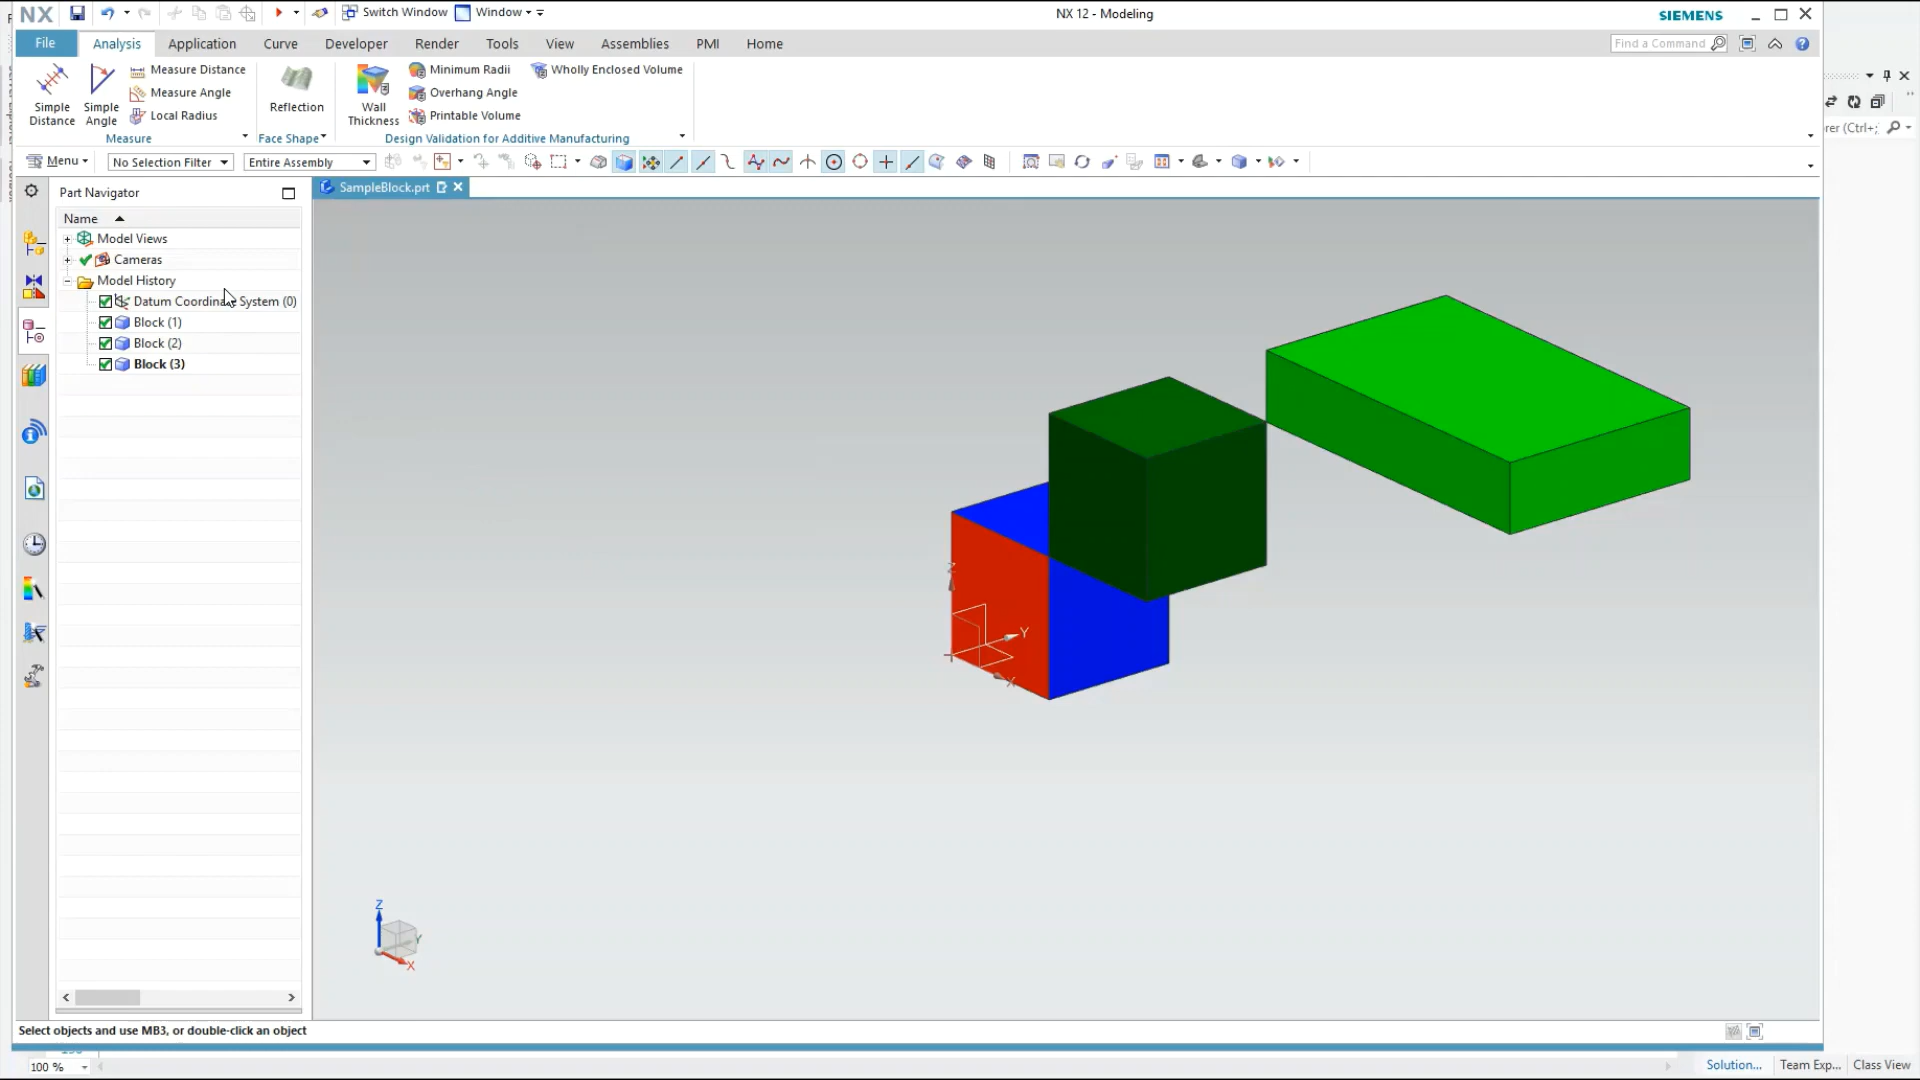 NX Switch Window Window NX 12 - Modeling SIEMENS
File Analysis Application Curve Developer Render Tools View Assemblies PMI Home Find a Command
Simple Distance
Simple Angle
Measure Distance
Measure Angle
Local Radius
Measure
Reflection
Face Shape
Wall Thickness
Minimum Radii
Overhang Angle
Printable Volume
Wholly Enclosed Volume
Design Validation for Additive Manufacturing
rer (Ctrl+;
Menu No Selection Filter Entire Assembly
Part Navigator
SampleBlock.prt
Name
Model Views
Cameras
Model History
Datum Coordinate System (0)
Block (1)
Block (2)
Block (3)
Z
Y
X
Z
Y
X
Select objects and use MB3, or double-click an object
100 %
Solution... Team Exp... Class View